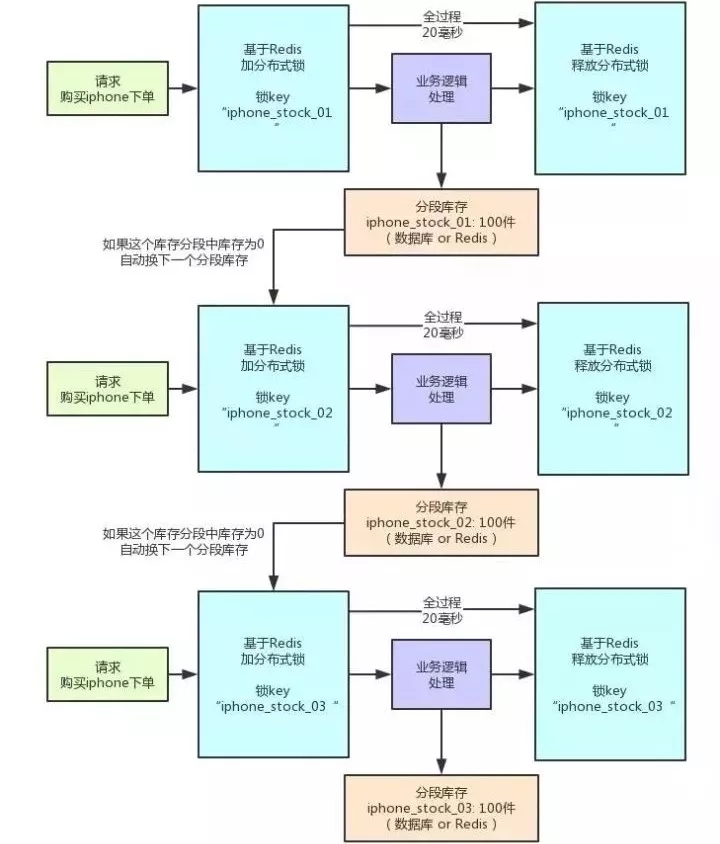 全过程
20毫秒
请求
购买iphone下单
基于Redis
加分布式锁
锁key
“iphone_stock_01
“
业务逻辑
处理
基于Redis
释放分布式锁
锁key
“iphone_stock_01
“
分段库存
iphone_stock_01: 100件
( 数据库 or Redis )
如果这个库存分段中库存为0
自动换下一个分段库存
全过程
20毫秒
请求
购买iphone下单
基于Redis
加分布式锁
锁key
“iphone_stock_02
“
业务逻辑
处理
基于Redis
释放分布式锁
锁key
“iphone_stock_02
“
分段库存
iphone_stock_02: 100件
( 数据库 or Redis )
如果这个库存分段中库存为0
自动换下一个分段库存
全过程
20毫秒
请求
购买iphone下单
基于Redis
加分布式锁
锁key
“iphone_stock_03 “
业务逻辑
处理
基于Redis
释放分布式锁
锁key
“iphone_stock_03 “
分段库存
iphone_stock_03: 100件
( 数据库 or Redis )